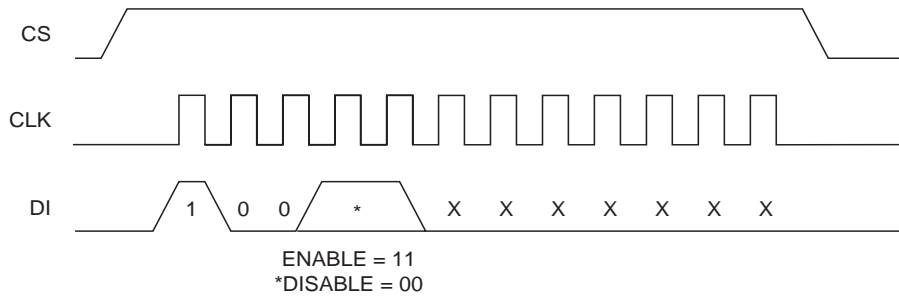 CS
CLK
DI 1 0 0 * X X X X X X X
ENABLE = 11
*DISABLE = 00